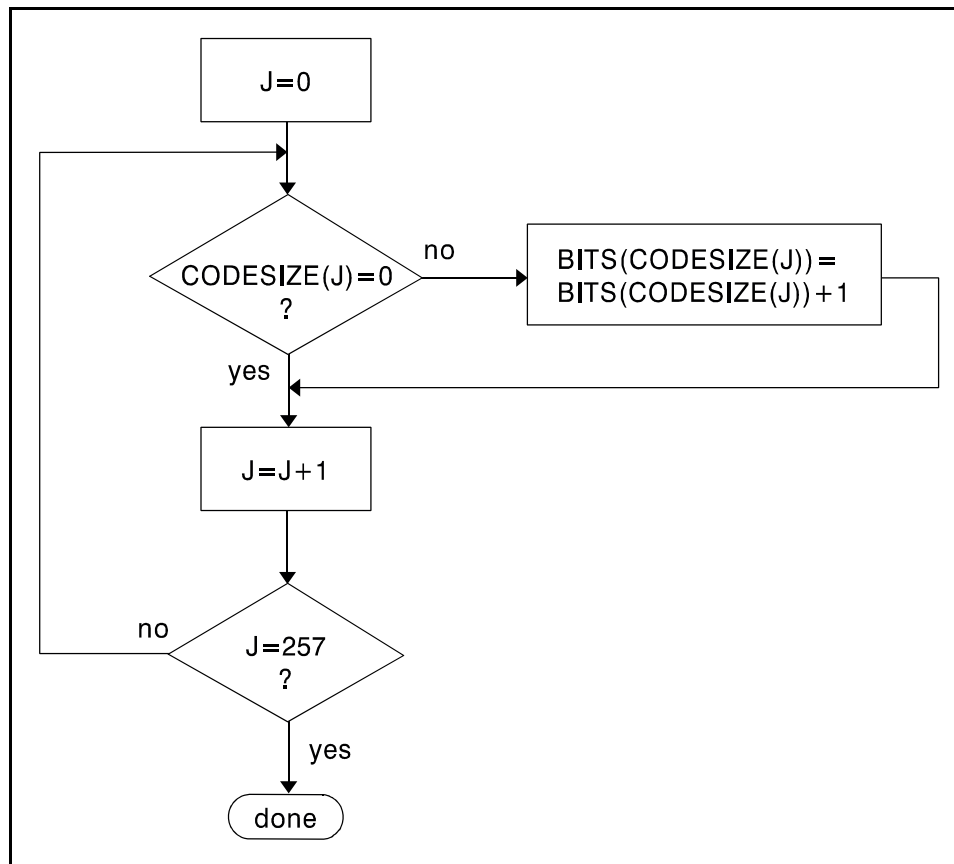 J=0
CODESIZE(J)=0
?
no
BITS(CODESIZE(J))=
BITS(CODESIZE(J))+1
yes
J=J+1
no
J=257
?
yes
done